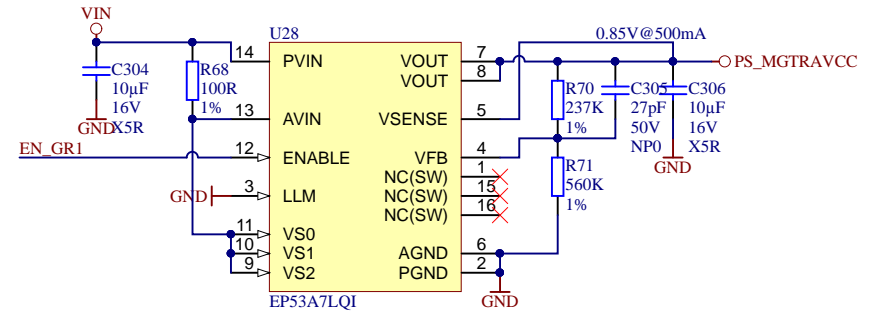 VIN
U28
0.85V@500mA
14
PVIN
VOUT
7
VOUT
8
PS_MGTRAVCC
C304
10µF
16V
X5R
GND
R68
100R
1%
13
AVIN
VSENSE
5
R70
237K
1%
C305
27pF
50V
NP0
C306
10µF
16V
X5R
GND
EN_GR1
12
ENABLE
VFB
4
NC(SW)
1
R71
560K
1%
GND
3
LLM
NC(SW)
15
NC(SW)
16
11
VS0
10
VS1
AGND
6
9
VS2
PGND
2
EP53A7LQI
GND